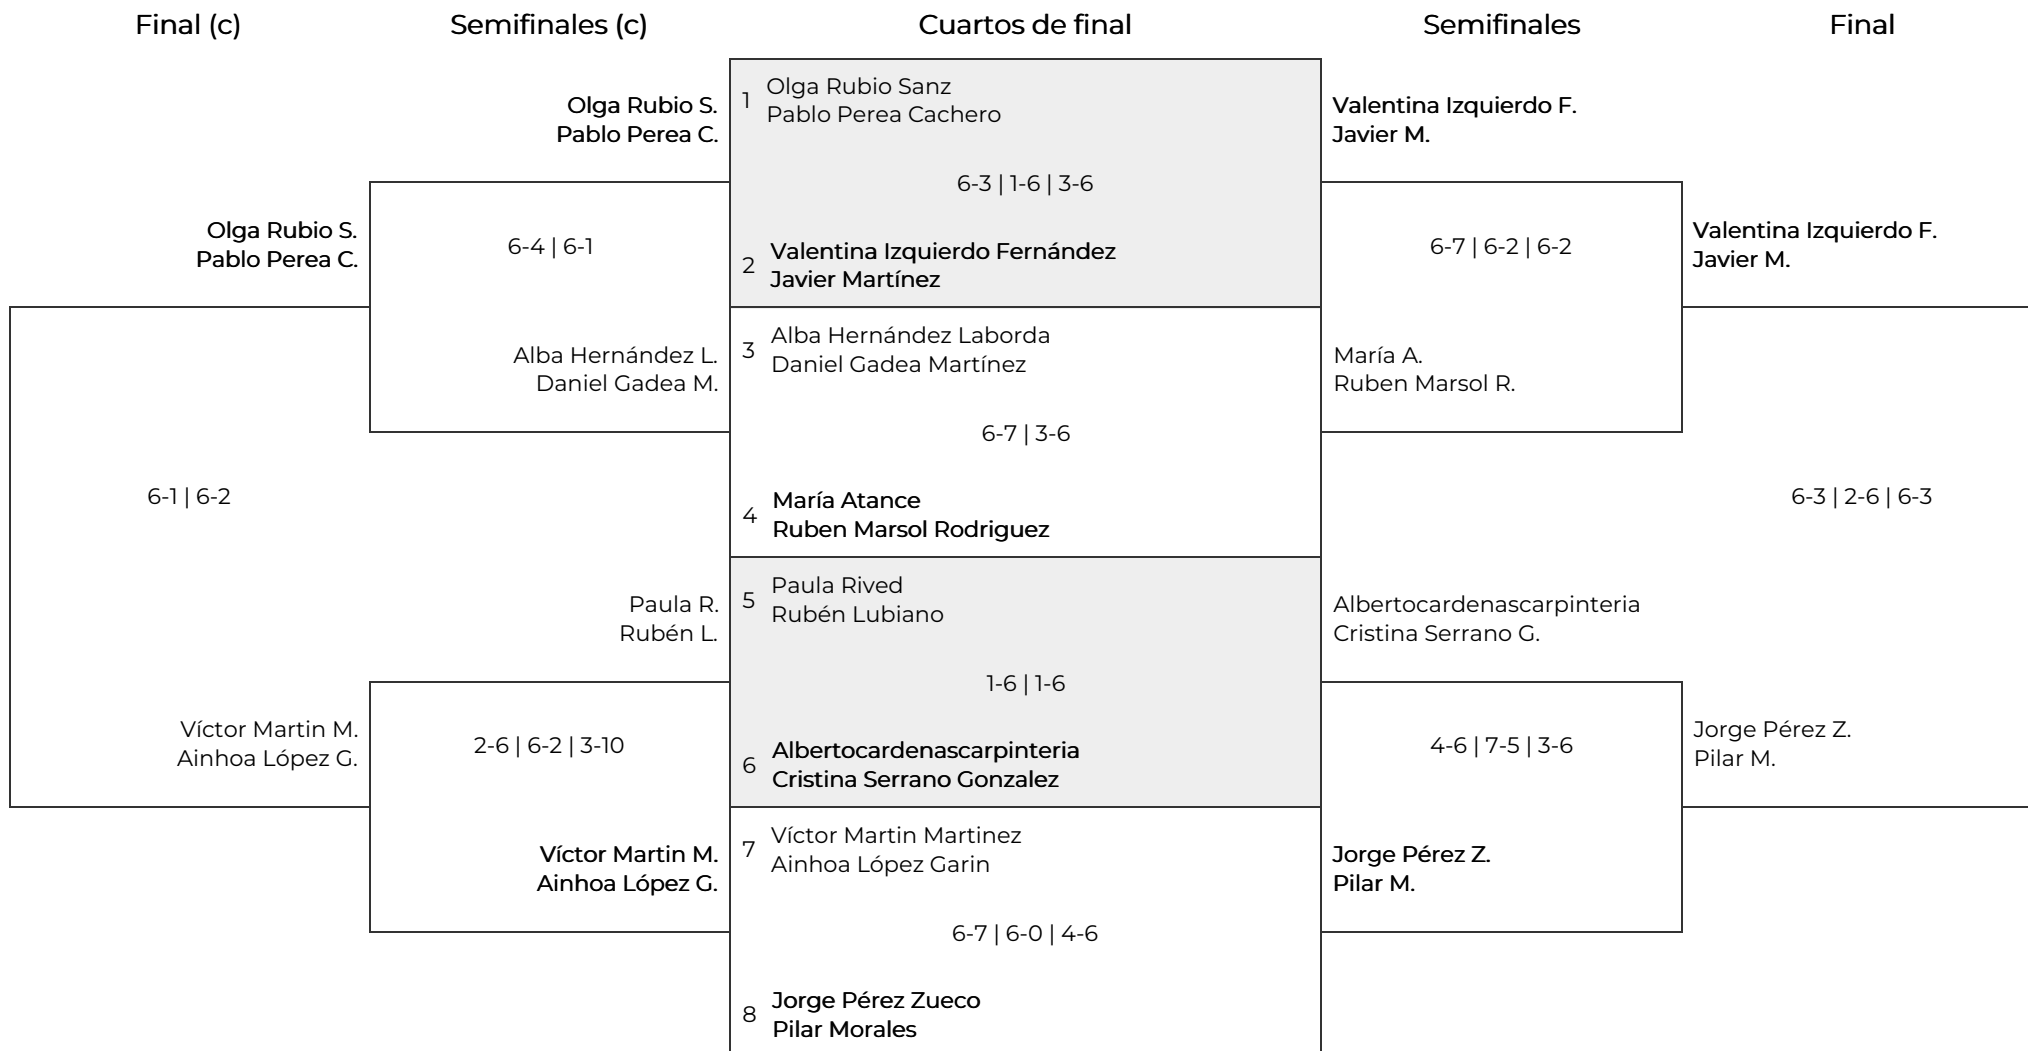 Final (c)
Semifinales (c)
Cuartos de final
Semifinales
Final
Olga Rubio S.
Pablo Perea C.
Olga Rubio S.
Pablo Perea C.
6-4 | 6-1
Alba Hernández L.
Daniel Gadea M.
6-1 | 6-2
Paula R.
Rubén L.
Víctor Martin M.
Ainhoa López G.
2-6 | 6-2 | 3-10
Víctor Martin M.
Ainhoa López G.
1
Olga Rubio Sanz
Pablo Perea Cachero
6-3 | 1-6 | 3-6
2
Valentina Izquierdo Fernández
Javier Martínez
3
Alba Hernández Laborda
Daniel Gadea Martínez
6-7 | 3-6
4
María Atance
Ruben Marsol Rodriguez
5
Paula Rived
Rubén Lubiano
1-6 | 1-6
6
Albertocardenascarpinteria
Cristina Serrano Gonzalez
7
Víctor Martin Martinez
Ainhoa López Garin
6-7 | 6-0 | 4-6
8
Jorge Pérez Zueco
Pilar Morales
Valentina Izquierdo F.
Javier M.
6-7 | 6-2 | 6-2
María A.
Ruben Marsol R.
Valentina Izquierdo F.
Javier M.
6-3 | 2-6 | 6-3
Albertocardenascarpinteria
Cristina Serrano G.
4-6 | 7-5 | 3-6
Jorge Pérez Z.
Pilar M.
Jorge Pérez Z.
Pilar M.